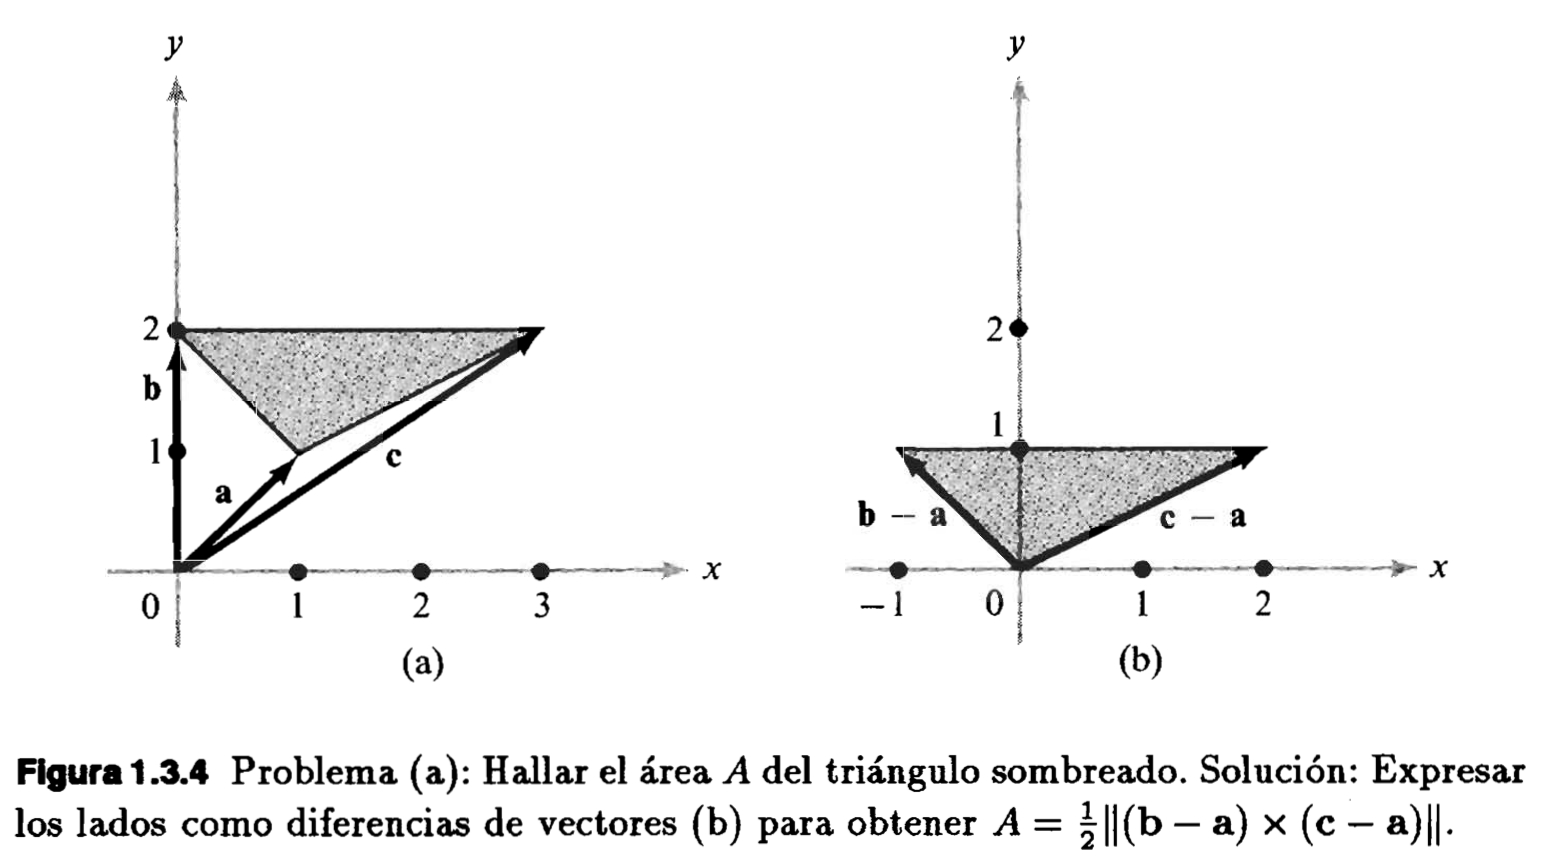 y
2
b
1
a
c
0
1
2
3
x
(a)
y
2
1
b − a
c − a
−1
0
1
2
x
(b)
Figura 1.3.4 Problema (a): Hallar el área A del triángulo sombreado. Solución: Expresar
los lados como diferencias de vectores (b) para obtener A = ½‖(b − a) × (c − a)‖.